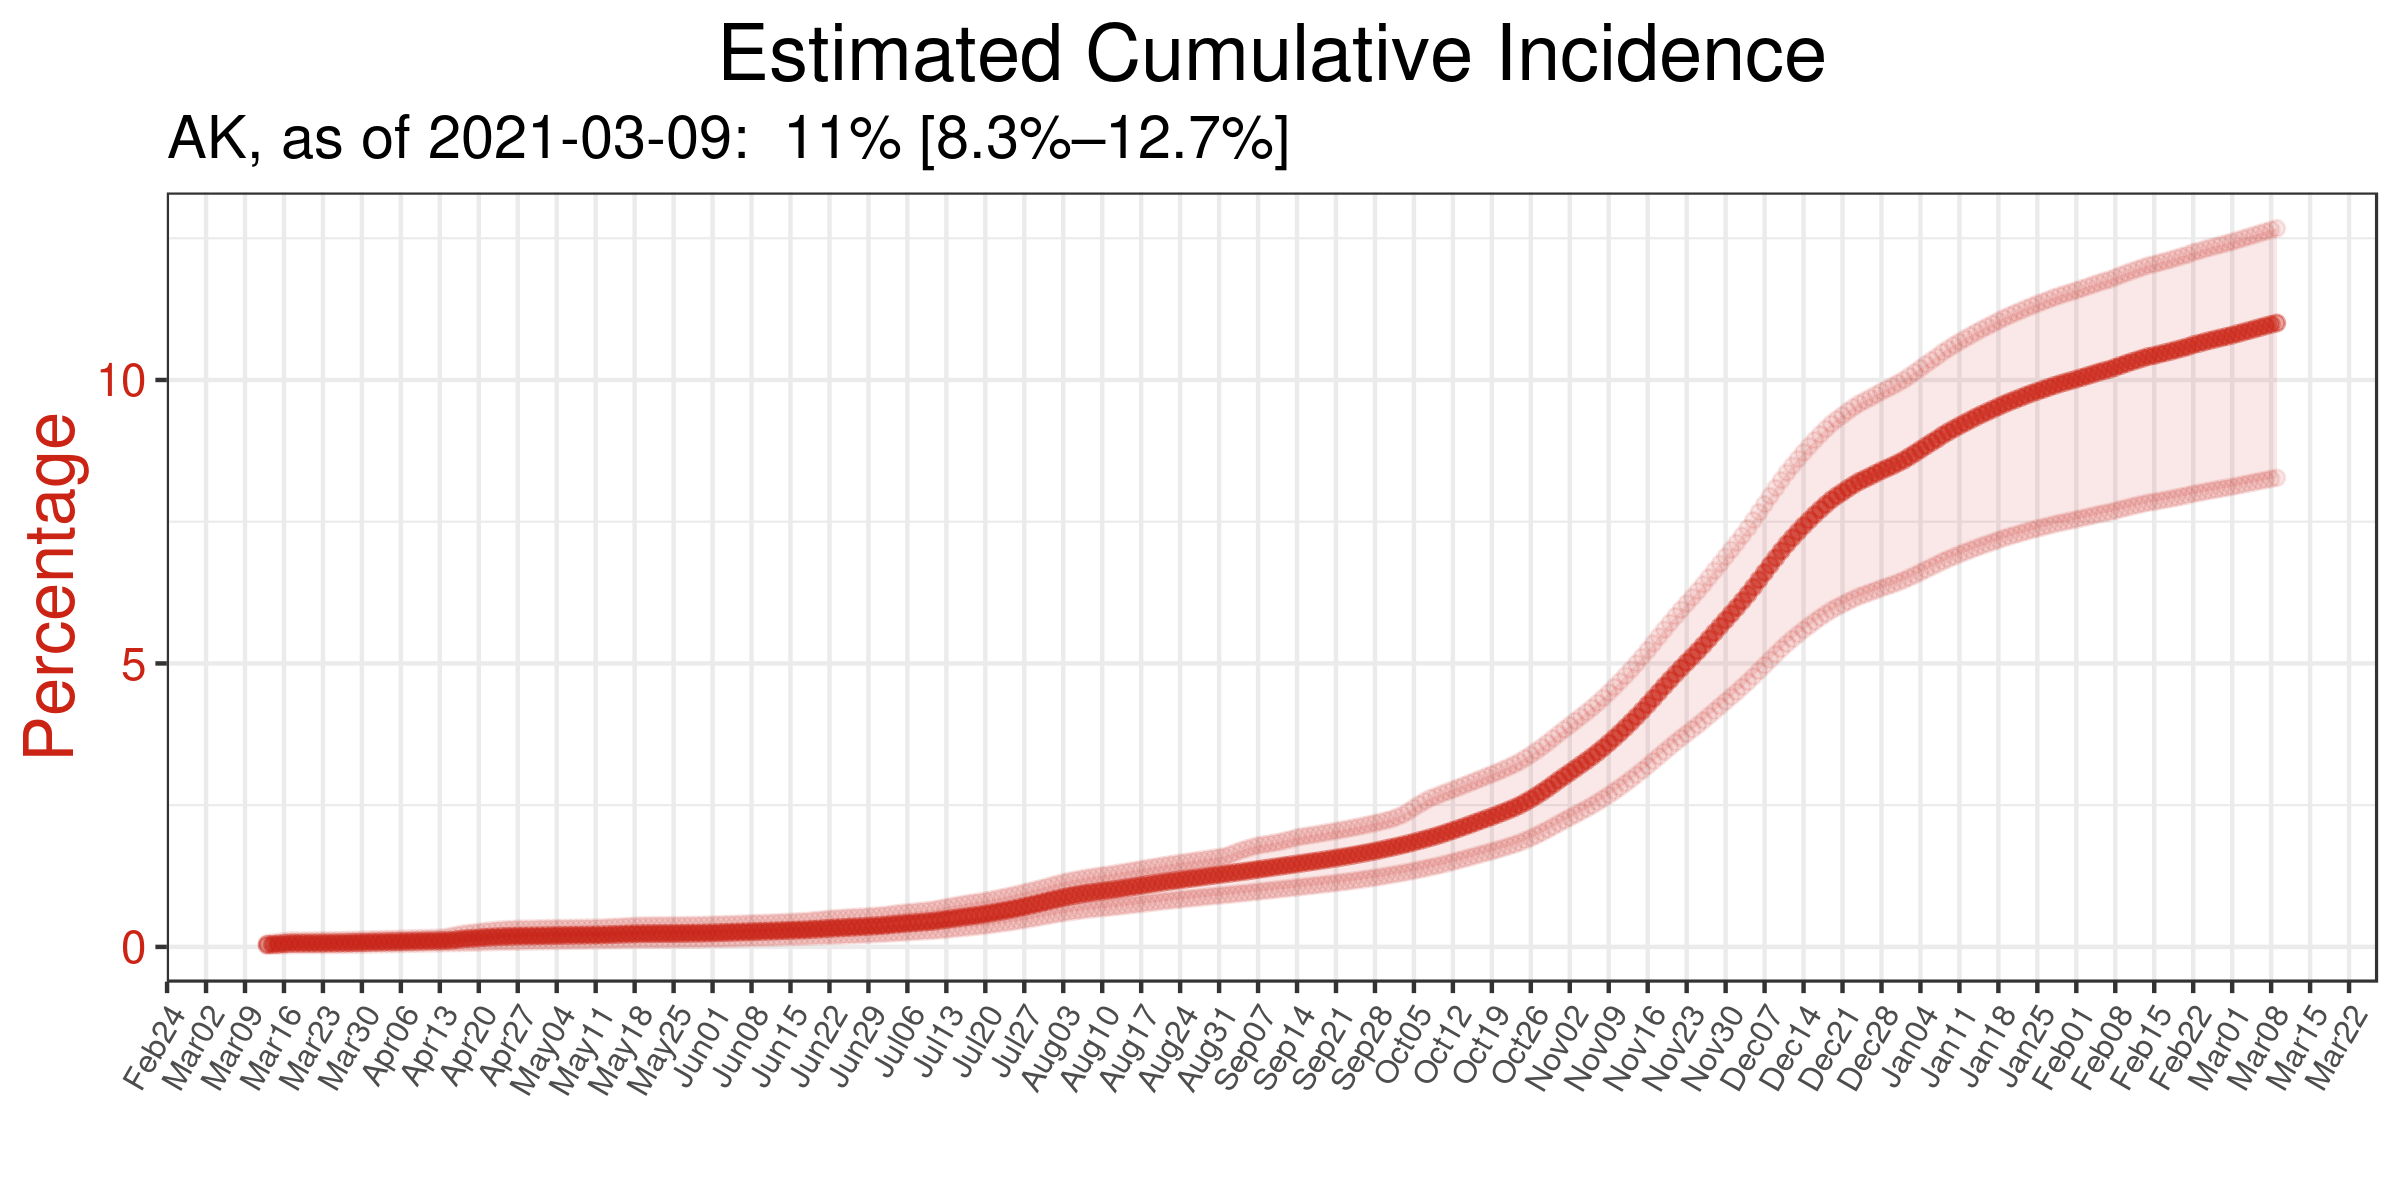 Estimated Cumulative Incidence
AK, as of 2021-03-09:  11% [8.3%–12.7%]
Percentage
10
5
0
Feb24
Mar02
Mar09
Mar16
Mar23
Mar30
Apr06
Apr13
Apr20
Apr27
May04
May11
May18
May25
Jun01
Jun08
Jun15
Jun22
Jun29
Jul06
Jul13
Jul20
Jul27
Aug03
Aug10
Aug17
Aug24
Aug31
Sep07
Sep14
Sep21
Sep28
Oct05
Oct12
Oct19
Oct26
Nov02
Nov09
Nov16
Nov23
Nov30
Dec07
Dec14
Dec21
Dec28
Jan04
Jan11
Jan18
Jan25
Feb01
Feb08
Feb15
Feb22
Mar01
Mar08
Mar15
Mar22